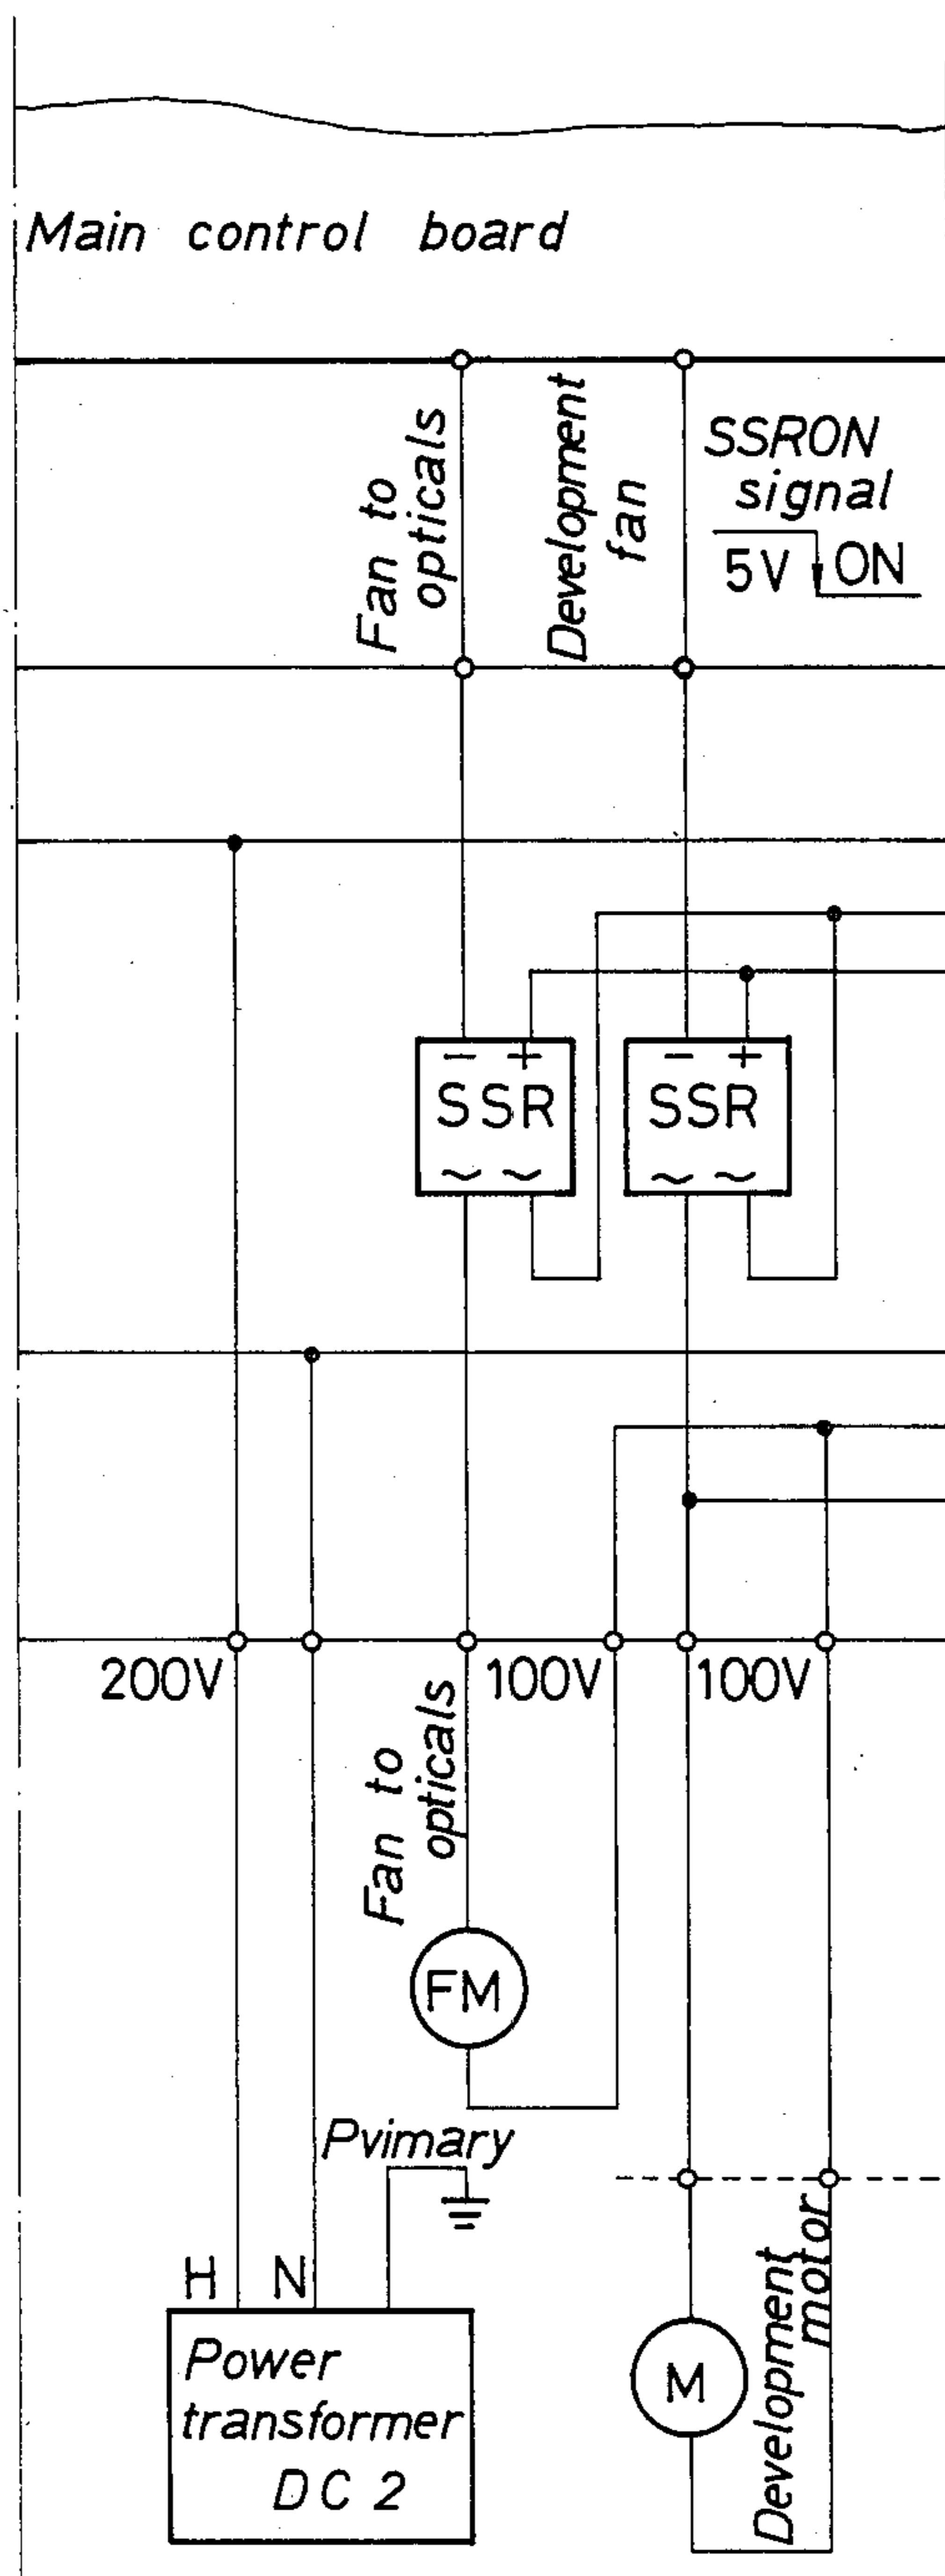 Main control board
Fan to
opticals
Development
fan
SSRON
signal
5V ON
− +
SSR
∼ ∼
− +
SSR
∼ ∼
200V
100V
100V
Fan to
opticals
FM
Pvimary
H N
Power
transformer
DC 2
M
Development
motor